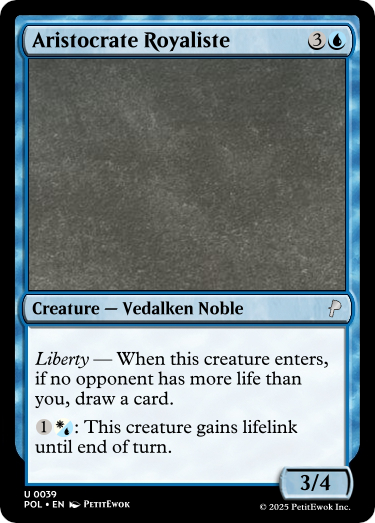 Aristocrate Royaliste 3
Creature — Vedalken Noble
Liberty — When this creature enters,
if no opponent has more life than
you, draw a card.
1 : This creature gains lifelink
until end of turn.
3/4
U 0039
POL • EN PetitEwok
© 2025 PetitEwok Inc.